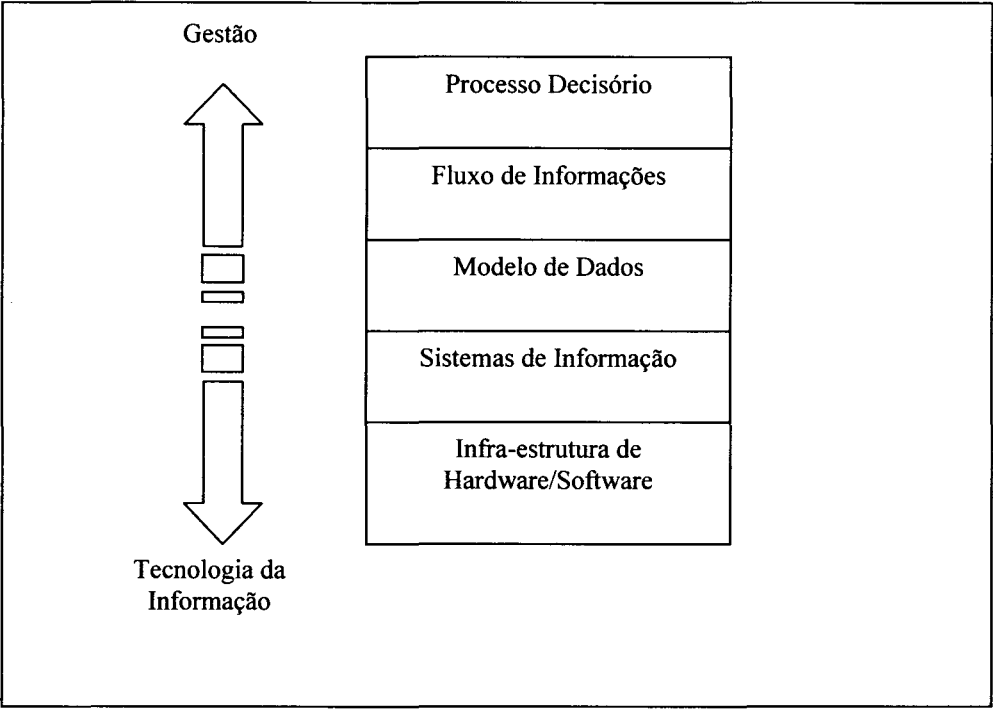 Gestão
Processo Decisório
Fluxo de Informações
Modelo de Dados
Sistemas de Informação
Infra-estrutura de
Hardware/Software
Tecnologia da
Informação